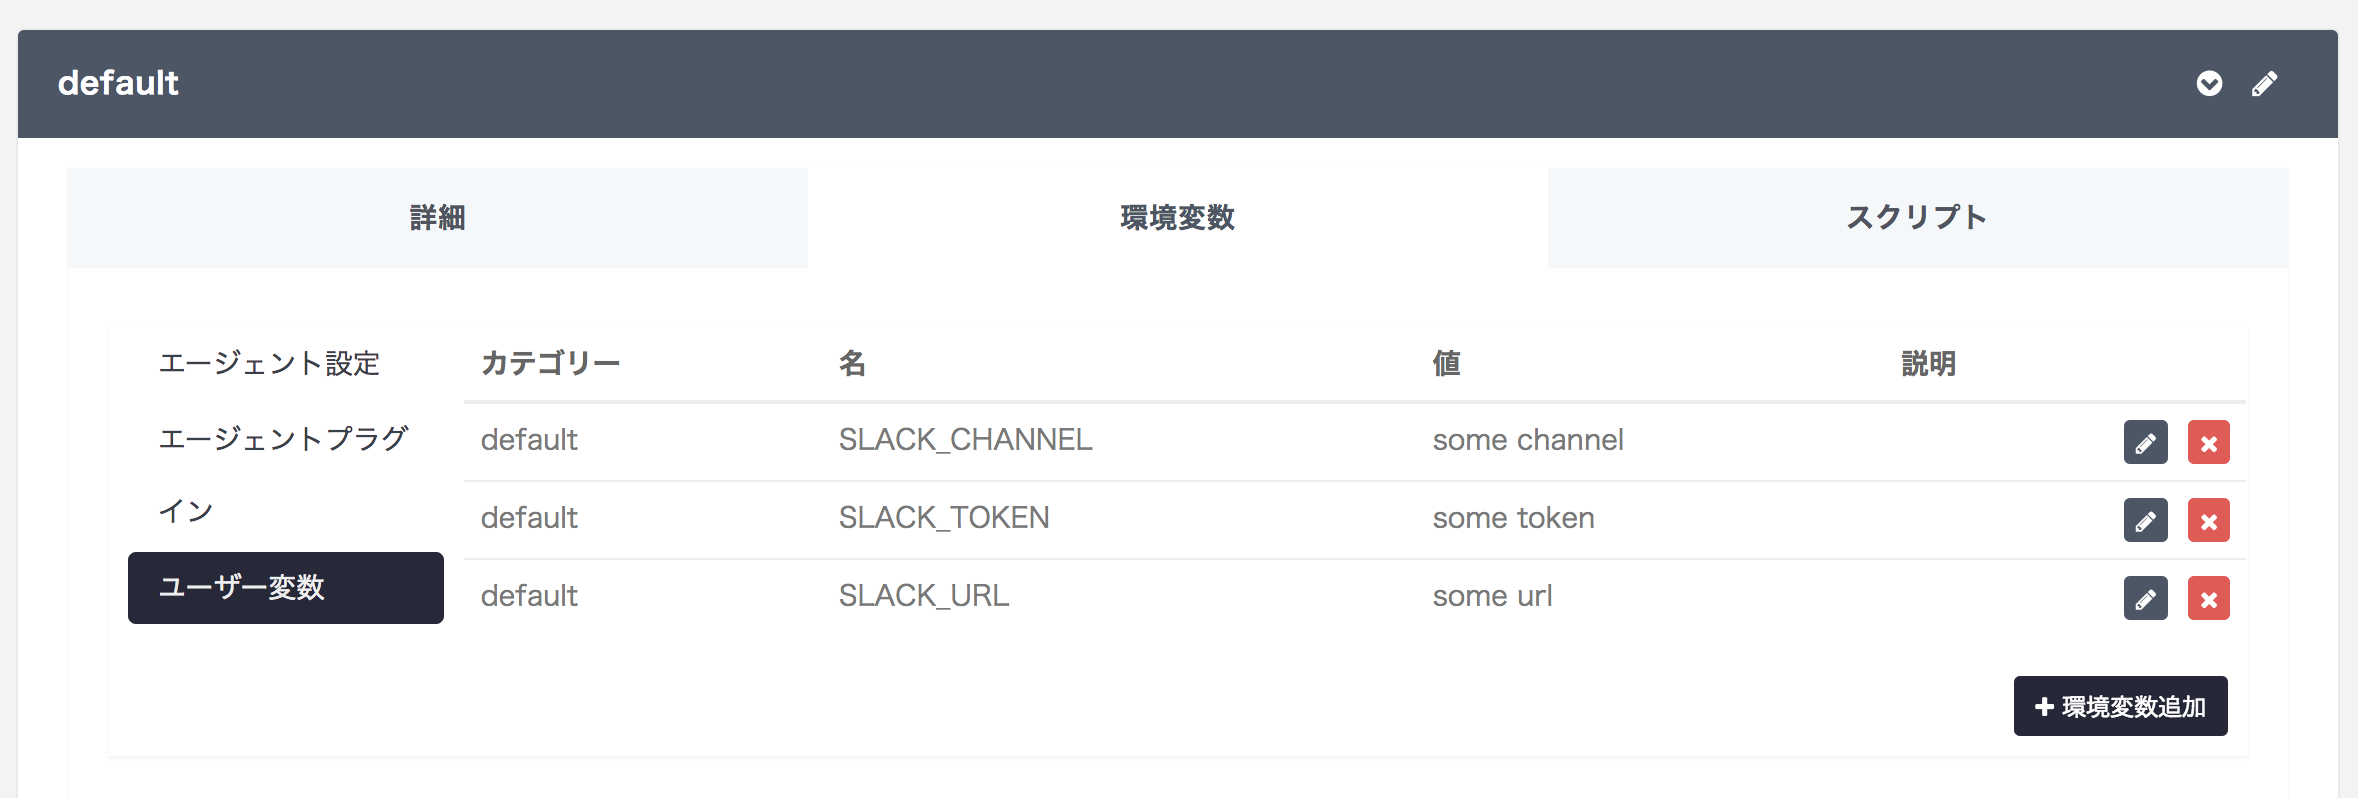 default
詳細 環境変数 スクリプト
エージェント設定
エージェントプラグ
イン
ユーザー変数
カテゴリー 名 値 説明
default SLACK_CHANNEL some channel
default SLACK_TOKEN some token
default SLACK_URL some url
環境変数追加